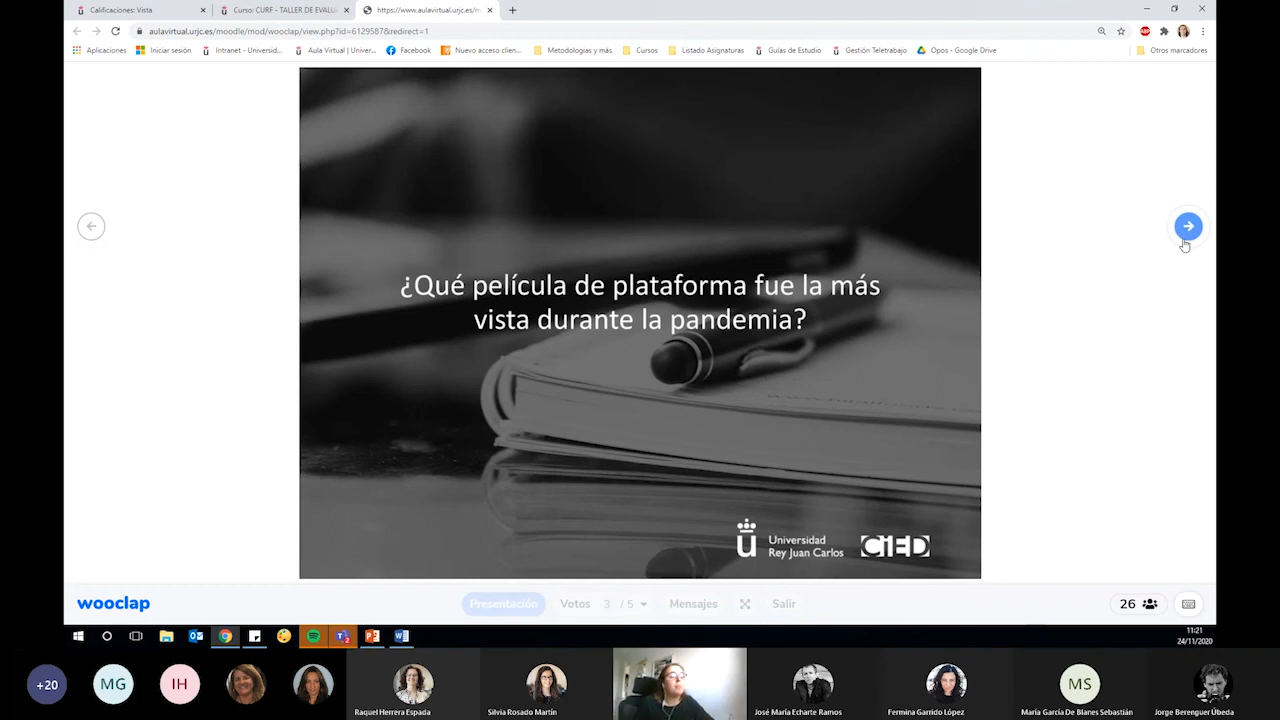 Calificaciones: Vista
Curso: CURF - TALLER DE EVALU
https://www.aulavirtual.urjc.es/m
aulavirtual.urjc.es/moodle/mod/wooclap/view.php?id=6129587&redirect=1
Aplicaciones
Iniciar sesión
Intranet - Universid...
Aula Virtual | Univer...
Facebook
Nuevo acceso clien...
Metodologías y más
Cursos
Listado Asignaturas
Guías de Estudio
Gestión Teletrabajo
Opos - Google Drive
Otros marcadores
¿Qué película de plataforma fue la más
vista durante la pandemia?
Universidad
Rey Juan Carlos
CIED
wooclap
Presentación
Votos 3 / 5
Mensajes
Salir
26
11:21
24/11/2020
+20
MG
IH
MS
Raquel Herrera Espada
Silvia Rosado Martin
José María Echarte Ramos
Fermina Garrido López
María García De Blanes Sebastián
Jorge Berenguer Úbeda